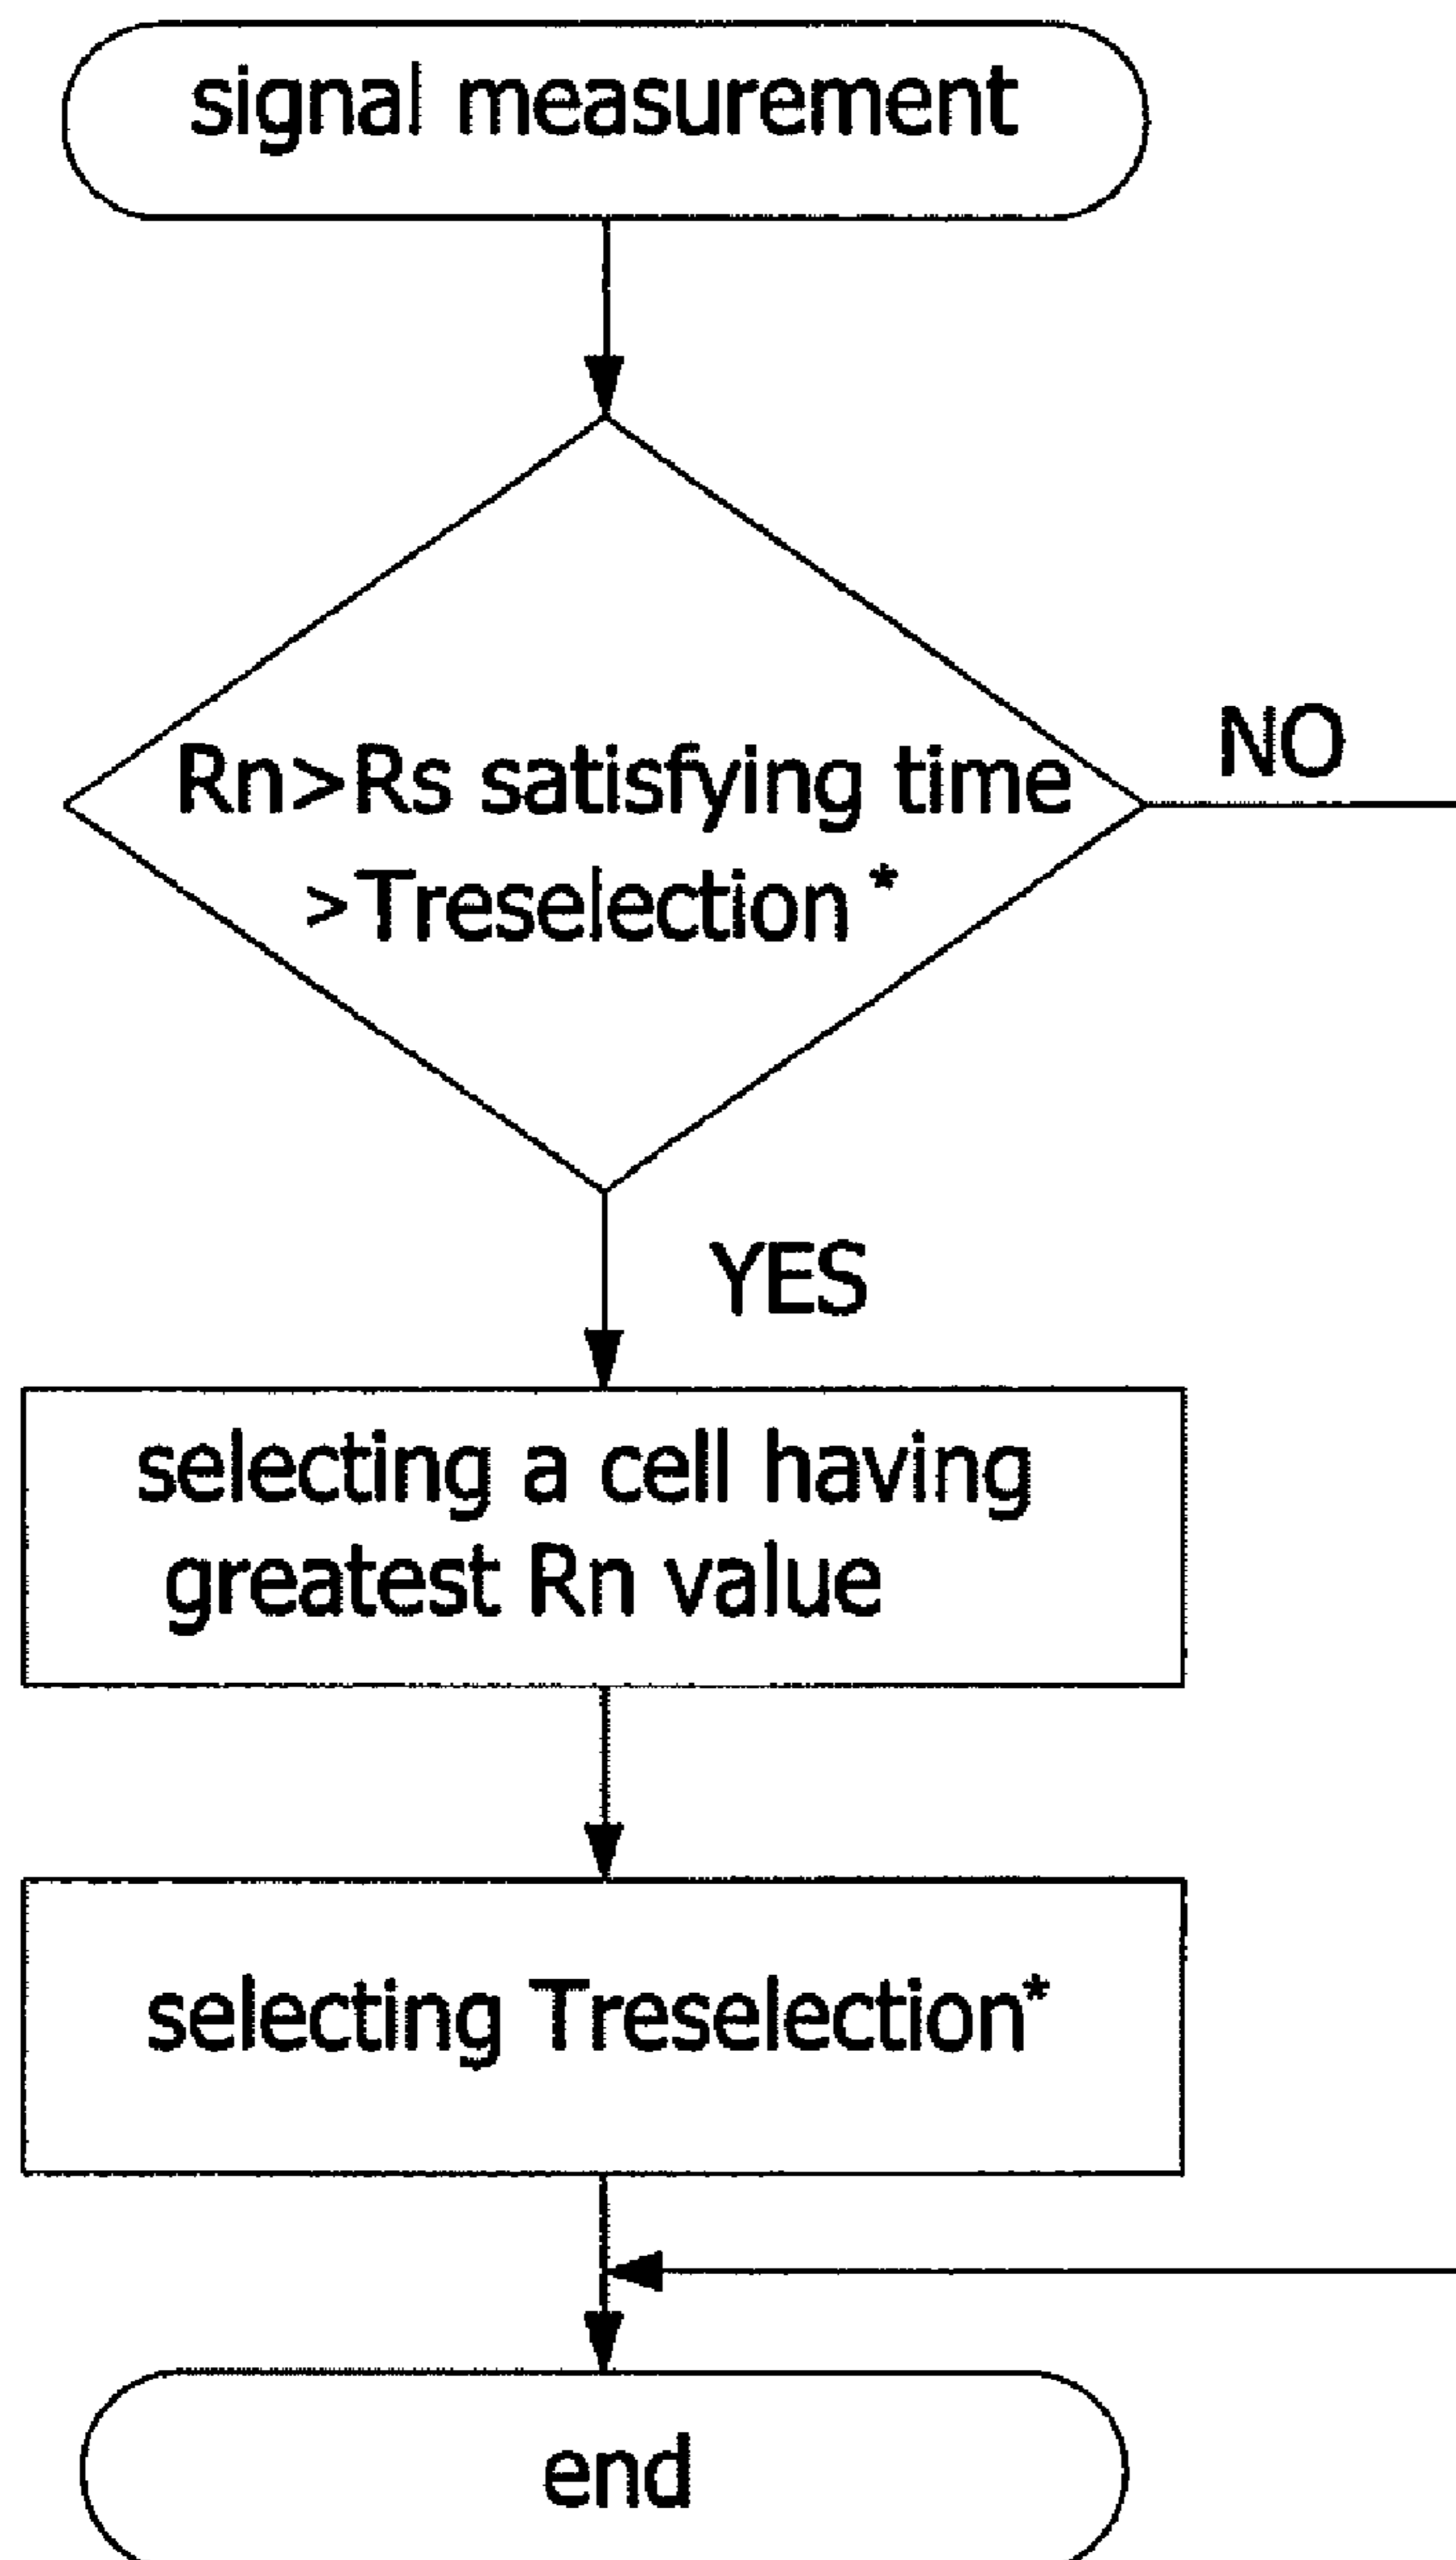 signal measurement
Rn>Rs satisfying time
>Treselection *
NO
YES
selecting a cell having
greatest Rn value
selecting Treselection*
end